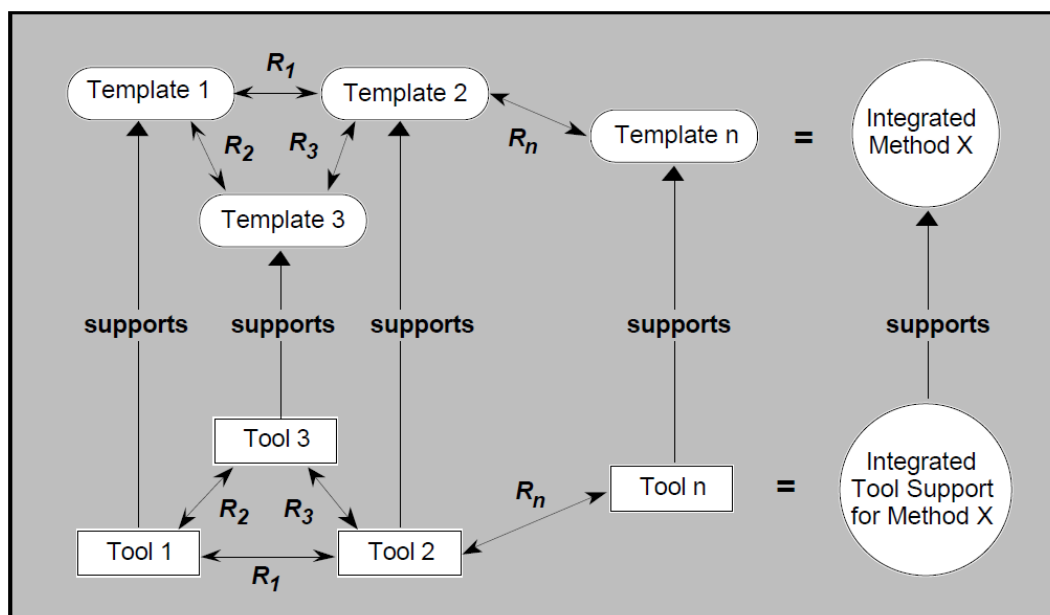 R1
Template 1
Template 2
R2
R3
Rn
Template n
=
Integrated
Method X
Template 3
supports
supports
supports
supports
supports
Tool 3
R2
R3
Rn
Tool n
=
Integrated
Tool Support
for Method X
Tool 1
R1
Tool 2